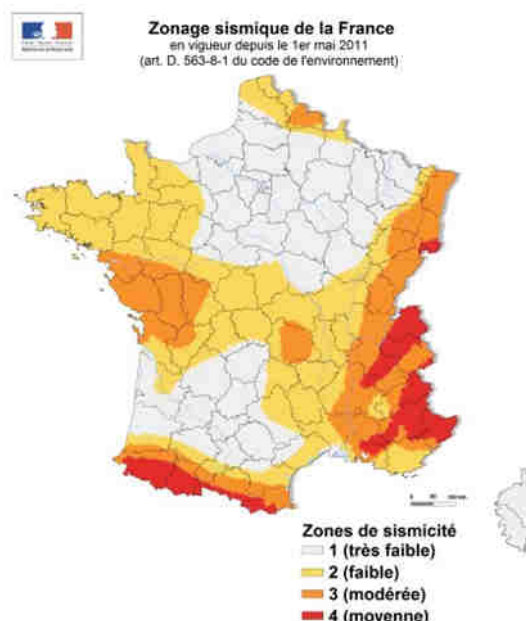 Zonage sismique de la France
en vigueur depuis le 1er mai 2011
(art. D. 563-8-1 du code de l'environnement)
Zones de sismicité
1 (très faible)
2 (faible)
3 (modérée)
4 (moyenne)